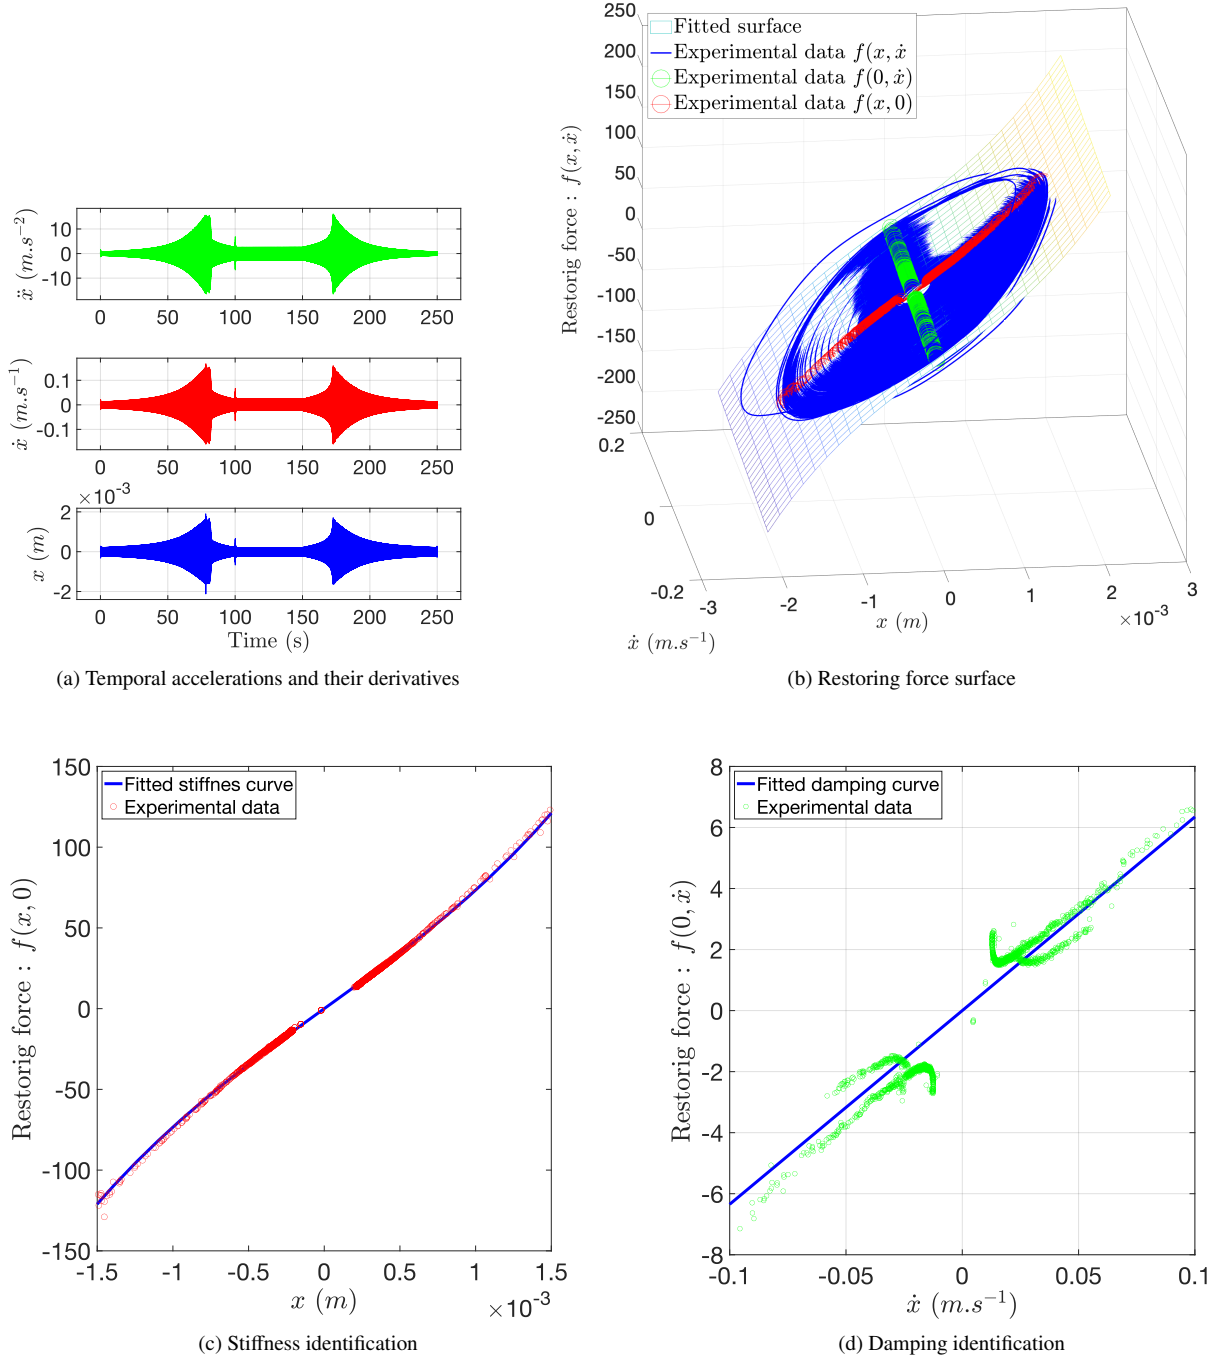 ẍ (m.s⁻²)
10
0
-10
0 50 100 150 200 250
ẋ (m.s⁻¹)
0.1
0
-0.1
0 50 100 150 200 250
×10⁻³
x (m)
2
0
-2
0 50 100 150 200 250
Time (s)
(a) Temporal accelerations and their derivatives
Fitted surface
Experimental data f(x, ẋ
Experimental data f(0, ẋ)
Experimental data f(x, 0)
Restorig force : f(x, ẋ)
250
200
150
100
50
0
-50
-100
-150
-200
-250
0.2
0
-0.2
-3 -2 -1 0 1 2 3
x (m)
×10⁻³
ẋ (m.s⁻¹)
(b) Restoring force surface
Fitted stiffnes curve
Experimental data
Restorig force : f(x, 0)
150
100
50
0
-50
-100
-150
-1.5 -1 -0.5 0 0.5 1 1.5
x (m)
×10⁻³
(c) Stiffness identification
Fitted damping curve
Experimental data
Restorig force : f(0, ẋ)
8
6
4
2
0
-2
-4
-6
-8
-0.1 -0.05 0 0.05 0.1
ẋ (m.s⁻¹)
(d) Damping identification